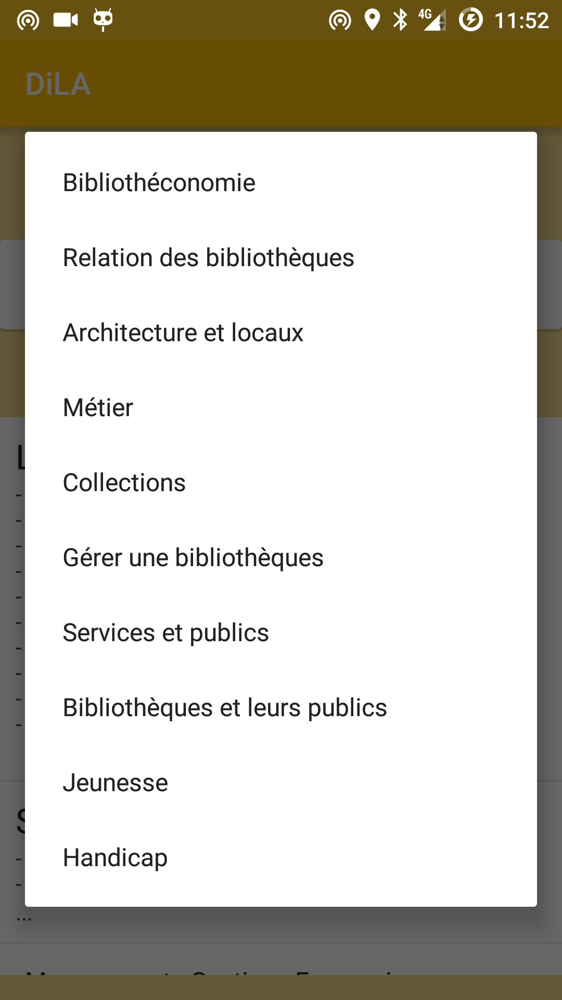 4G 11:52
DiLA
Bibliothéconomie
Relation des bibliothèques
Architecture et locaux
Métier
Collections
Gérer une bibliothèques
Services et publics
Bibliothèques et leurs publics
Jeunesse
Handicap
...